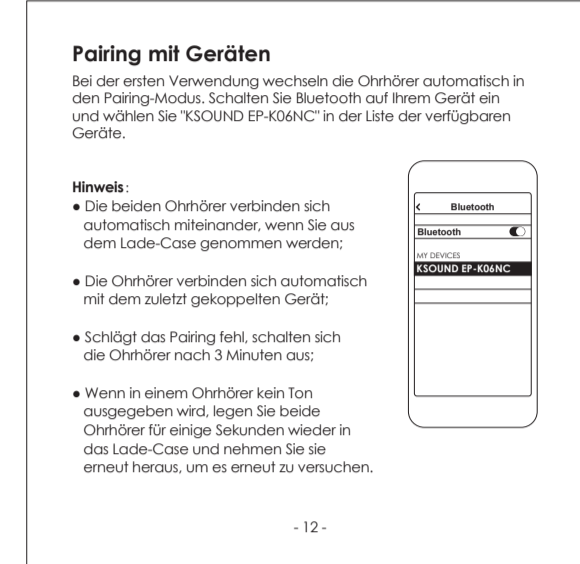 Pairing mit Geräten
Bei der ersten Verwendung wechseln die Ohrhörer automatisch in
den Pairing-Modus. Schalten Sie Bluetooth auf Ihrem Gerät ein
und wählen Sie "KSOUND EP-K06NC" in der Liste der verfügbaren
Geräte.
Hinweis:
● Die beiden Ohrhörer verbinden sich
automatisch miteinander, wenn Sie aus
dem Lade-Case genommen werden;
● Die Ohrhörer verbinden sich automatisch
mit dem zuletzt gekoppelten Gerät;
● Schlägt das Pairing fehl, schalten sich
die Ohrhörer nach 3 Minuten aus;
● Wenn in einem Ohrhörer kein Ton
ausgegeben wird, legen Sie beide
Ohrhörer für einige Sekunden wieder in
das Lade-Case und nehmen Sie sie
erneut heraus, um es erneut zu versuchen.
< Bluetooth
Bluetooth
MY DEVICES
KSOUND EP-K06NC
- 12 -